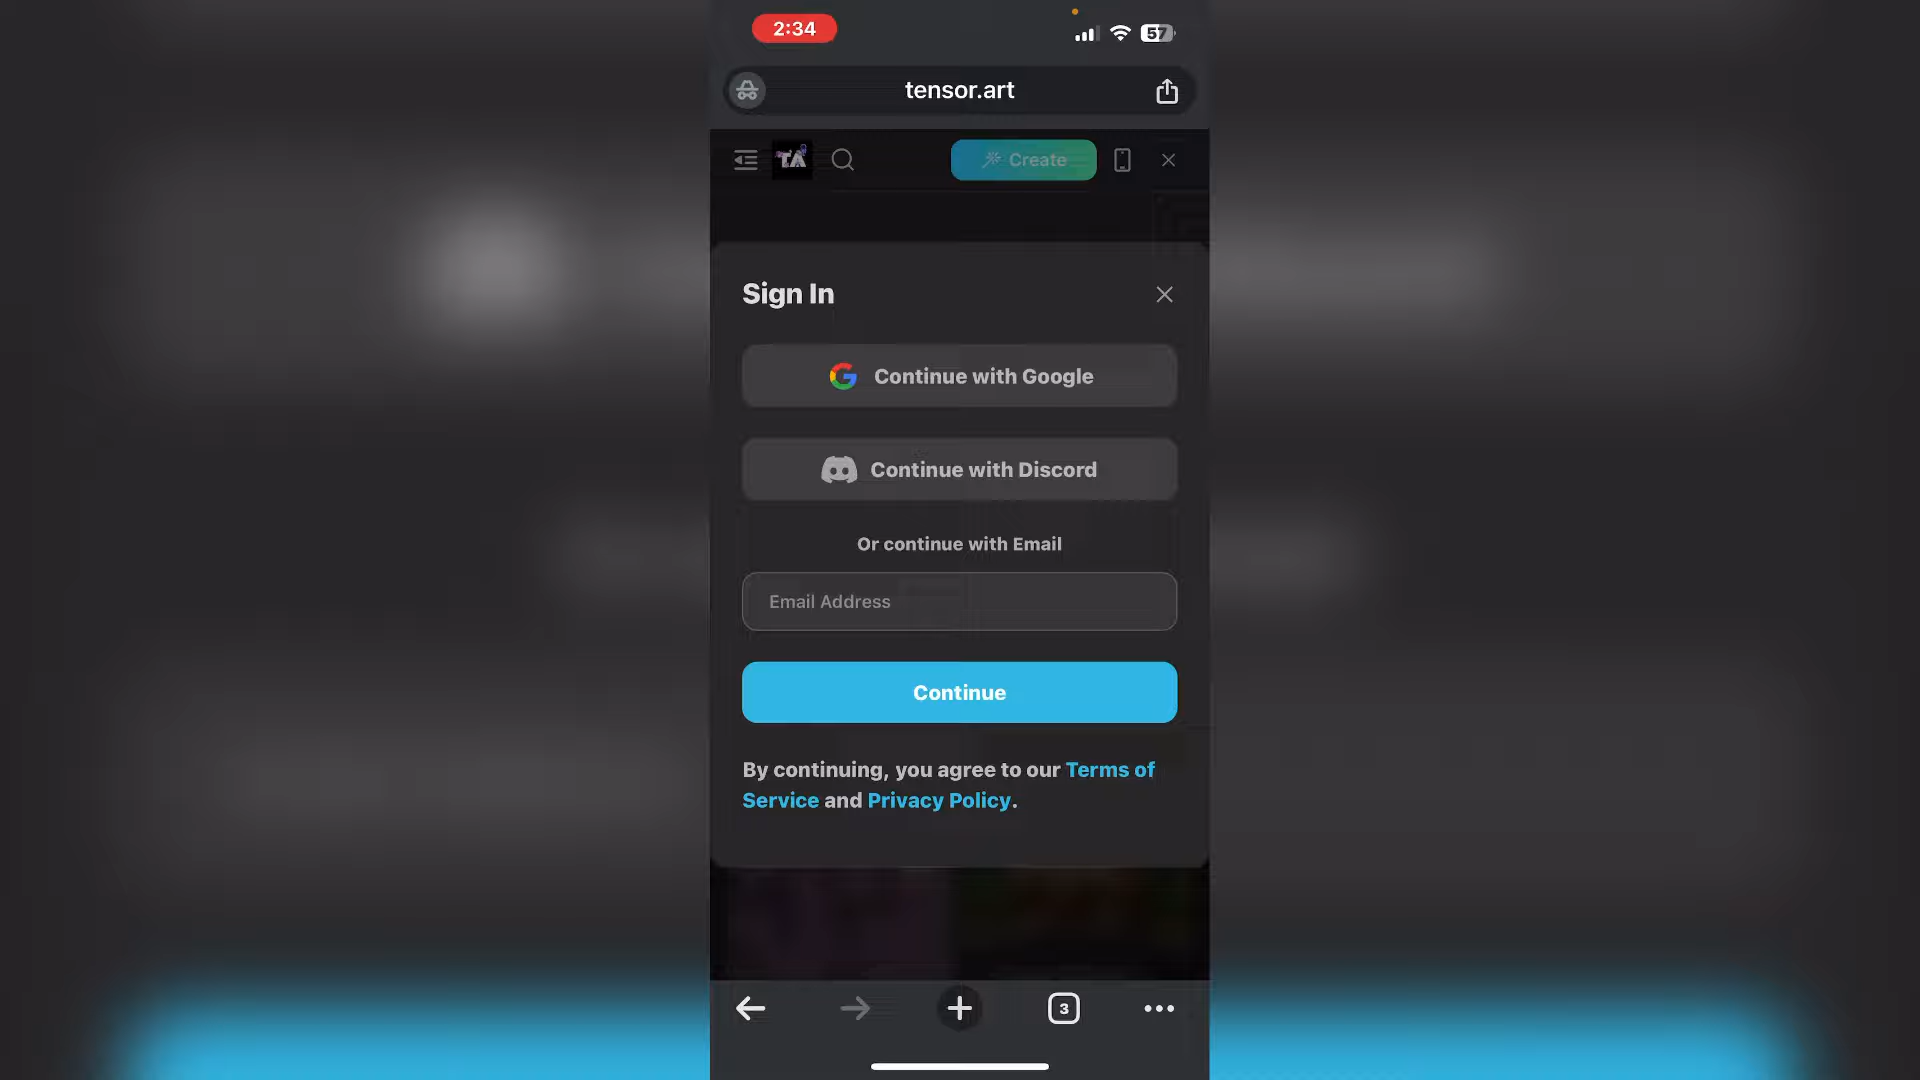 2:34
57
tensor.art
TA
Create
Sign In
Continue with Google
Continue with Discord
Or continue with Email
Email Address
Continue
By continuing, you agree to our Terms of
Service and Privacy Policy.
3